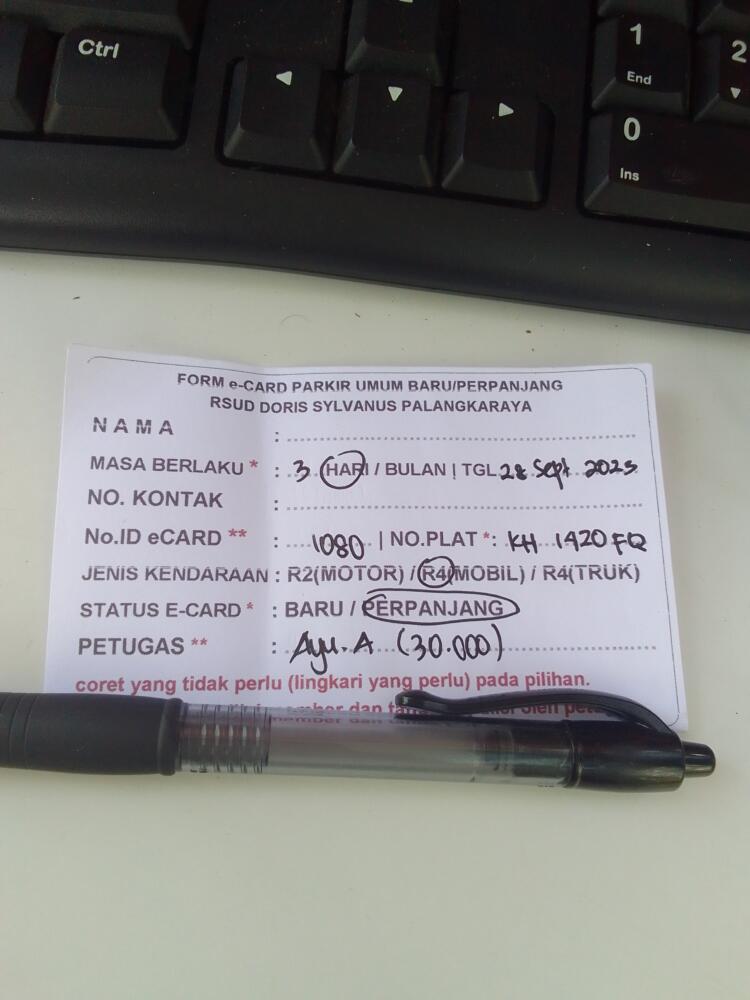 Ctrl
1
End
2
0
Ins
FORM e-CARD PARKIR UMUM BARU/PERPANJANG
RSUD DORIS SYLVANUS PALANGKARAYA
N A M A :
MASA BERLAKU * : 3 HARI / BULAN | TGL 28 Sept 2025
NO. KONTAK :
No.ID eCARD ** : 1080 | NO.PLAT *: KH 1420 FQ
JENIS KENDARAAN : R2(MOTOR) / R4(MOBIL) / R4(TRUK)
STATUS E-CARD * : BARU / PERPANJANG
PETUGAS ** : Ayu.A (30.000)
coret yang tidak perlu (lingkari yang perlu) pada pilihan.
dan